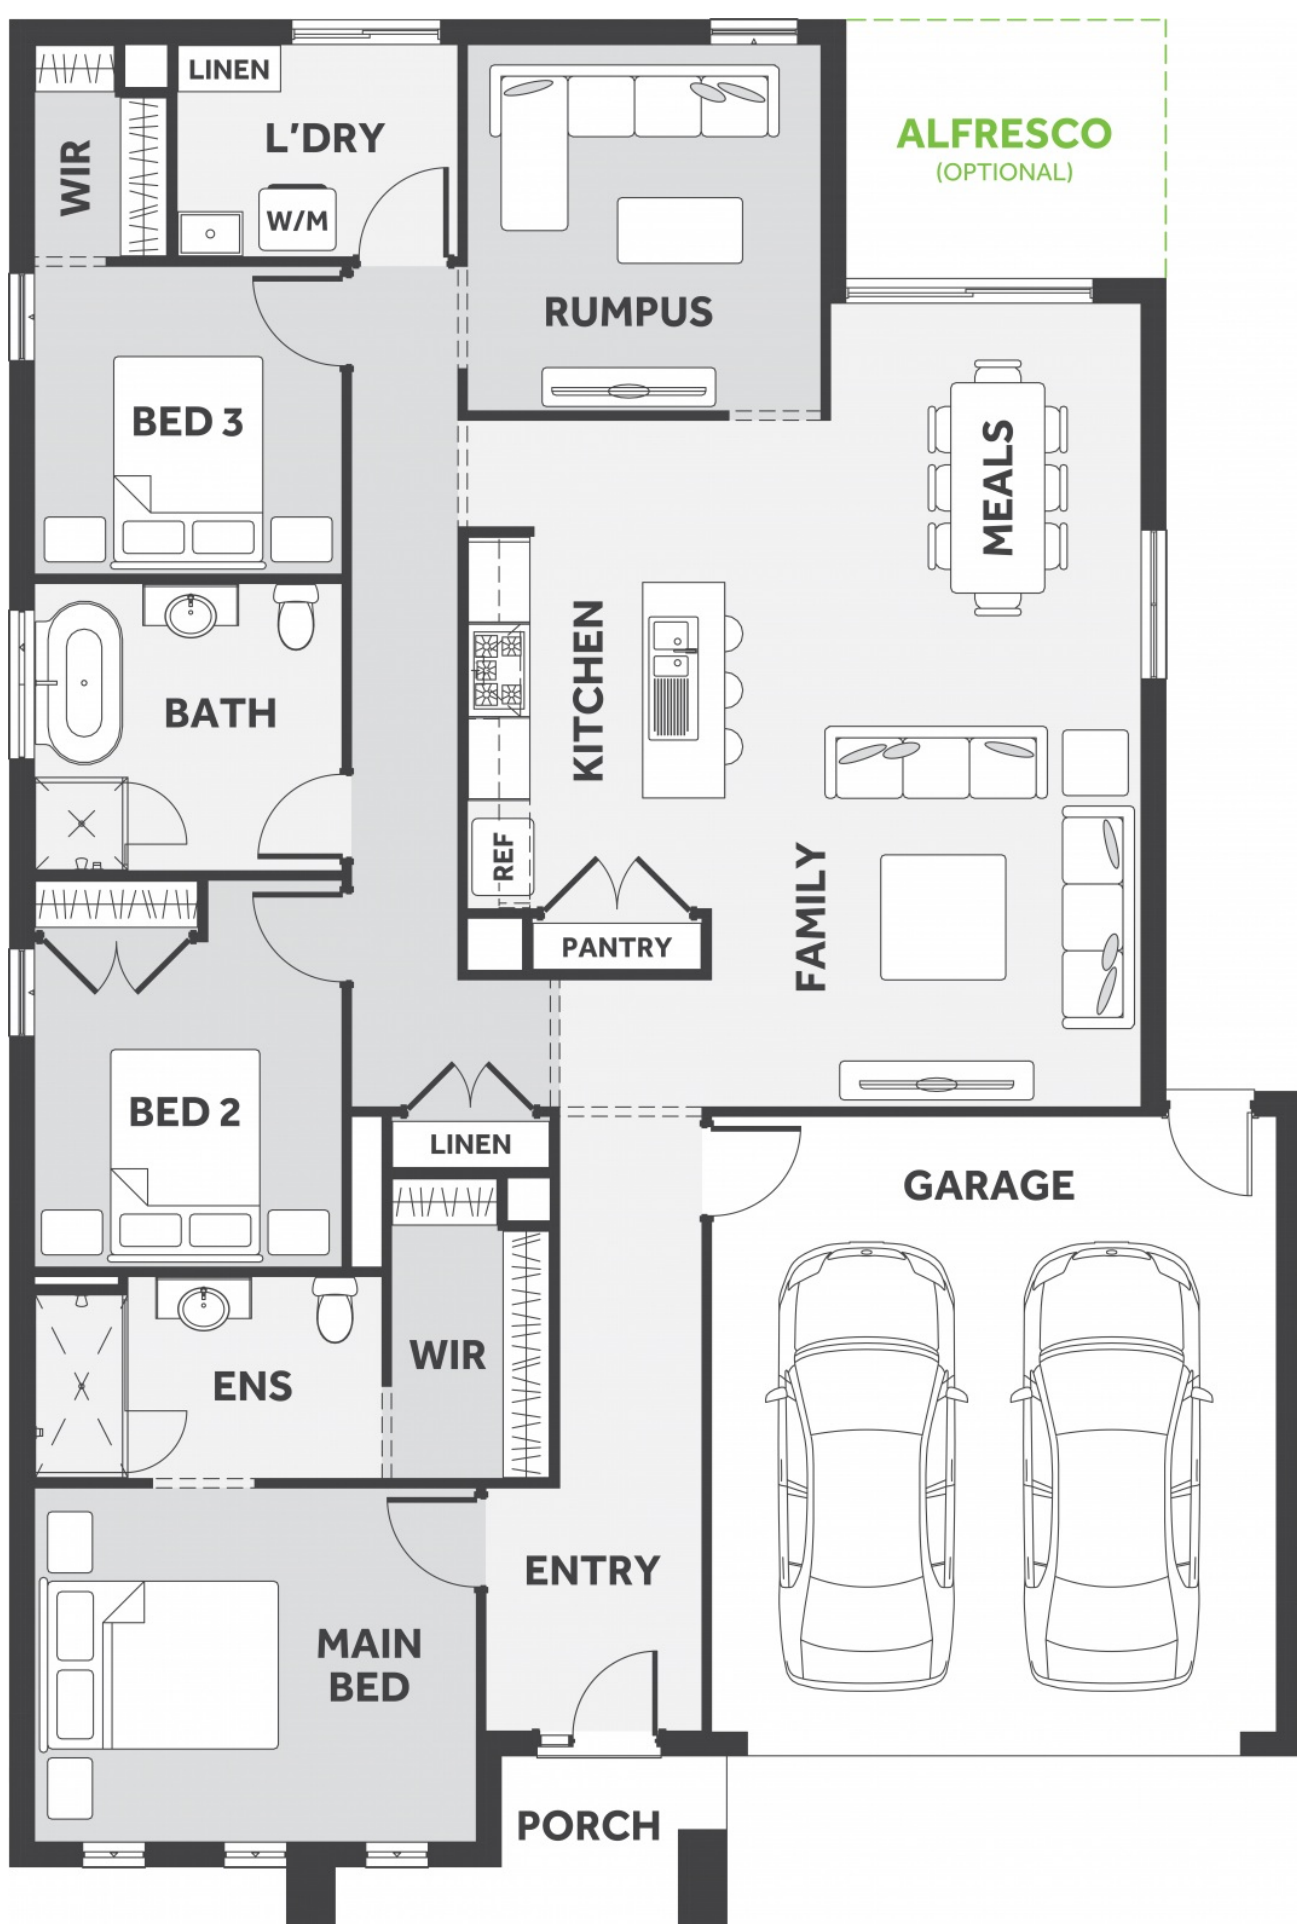 LINEN
L'DRY
W/M
WIR
ALFRESCO
(OPTIONAL)
RUMPUS
BED 3
MEALS
KITCHEN
BATH
REF
PANTRY
FAMILY
BED 2
LINEN
GARAGE
WIR
ENS
ENTRY
MAIN
BED
PORCH